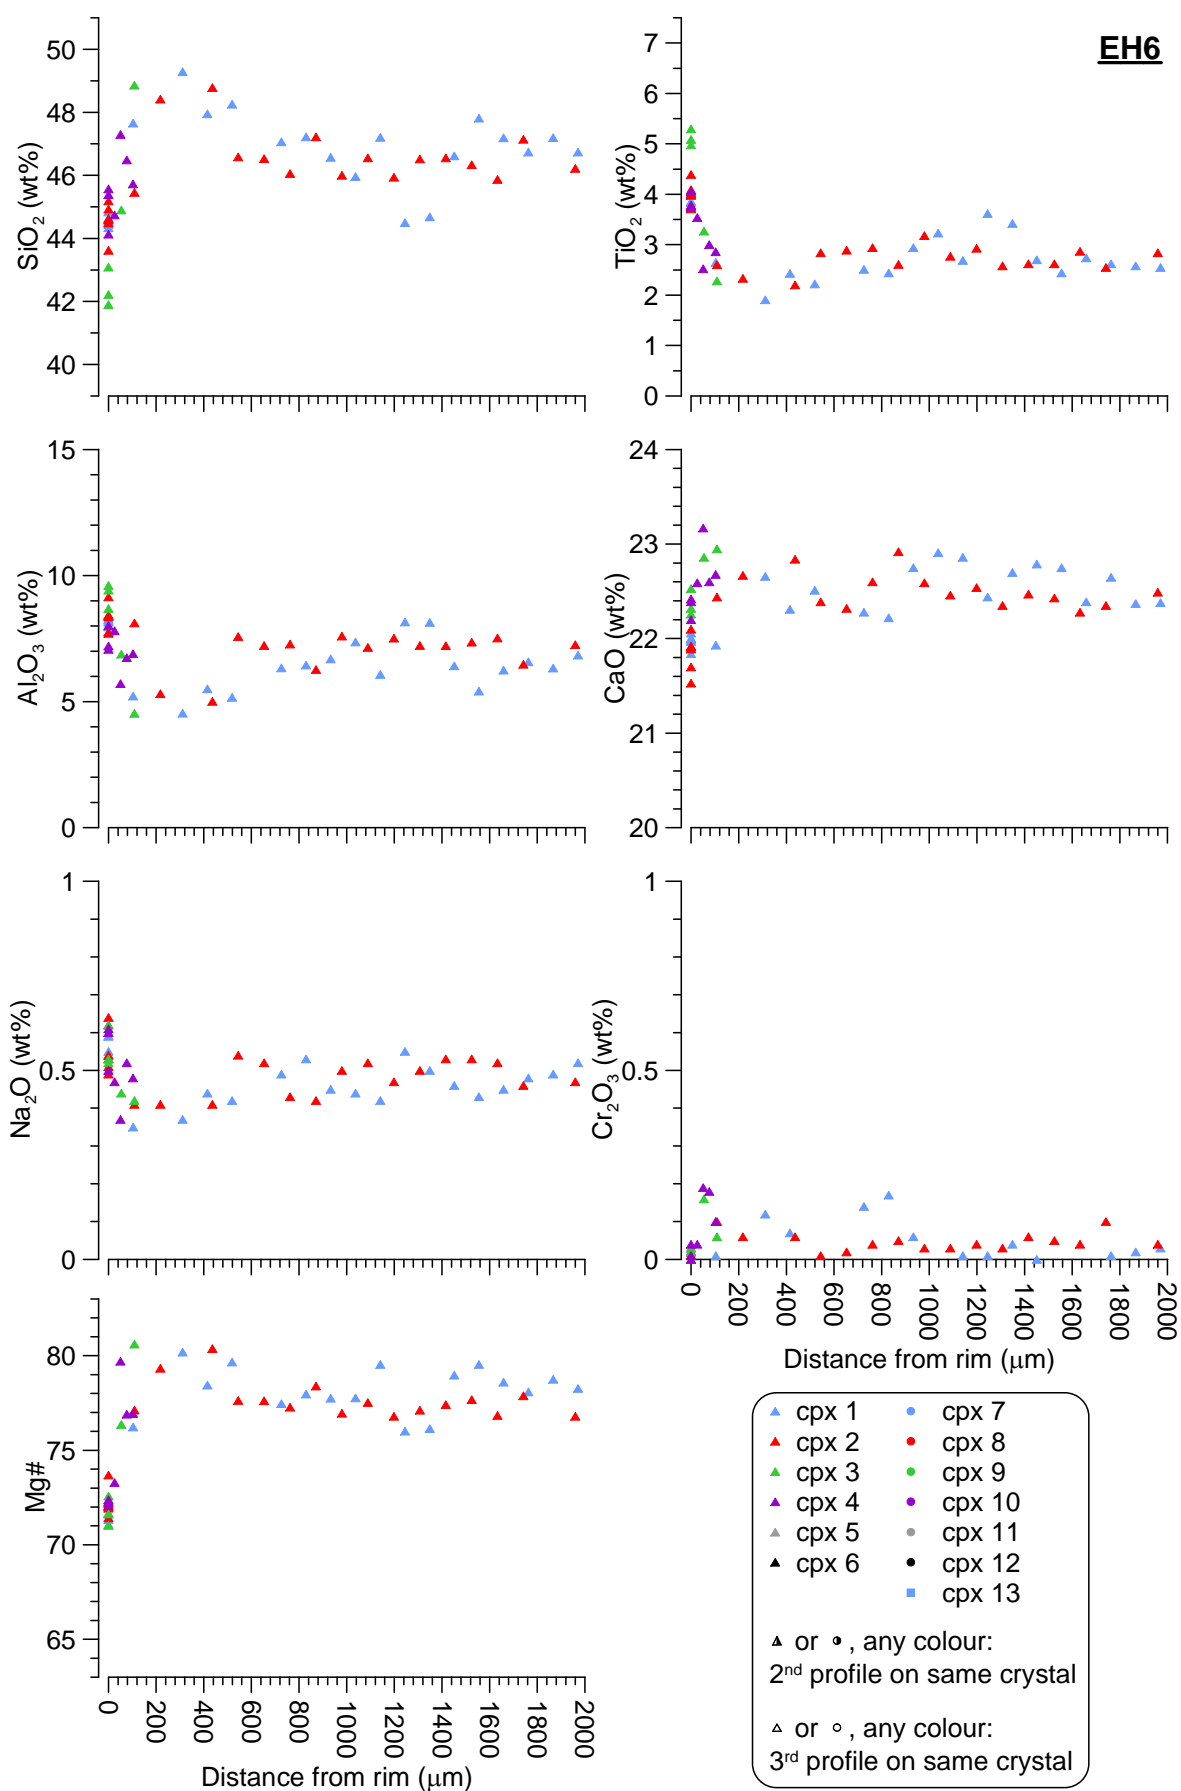 EH6
SiO2 (wt%)
50
48
46
44
42
40
TiO2 (wt%)
7
6
5
4
3
2
1
0
Al2O3 (wt%)
15
10
5
0
CaO (wt%)
24
23
22
21
20
Na2O (wt%)
1
0.5
0
Cr2O3 (wt%)
1
0.5
0
0 200 400 600 800 1000 1200 1400 1600 1800 2000
Distance from rim (μm)
Mg#
80
75
70
65
0 200 400 600 800 1000 1200 1400 1600 1800 2000
Distance from rim (μm)
cpx 1 cpx 7
cpx 2 cpx 8
cpx 3 cpx 9
cpx 4 cpx 10
cpx 5 cpx 11
cpx 6 cpx 12
cpx 13
or , any colour:
2nd profile on same crystal
or , any colour:
3rd profile on same crystal